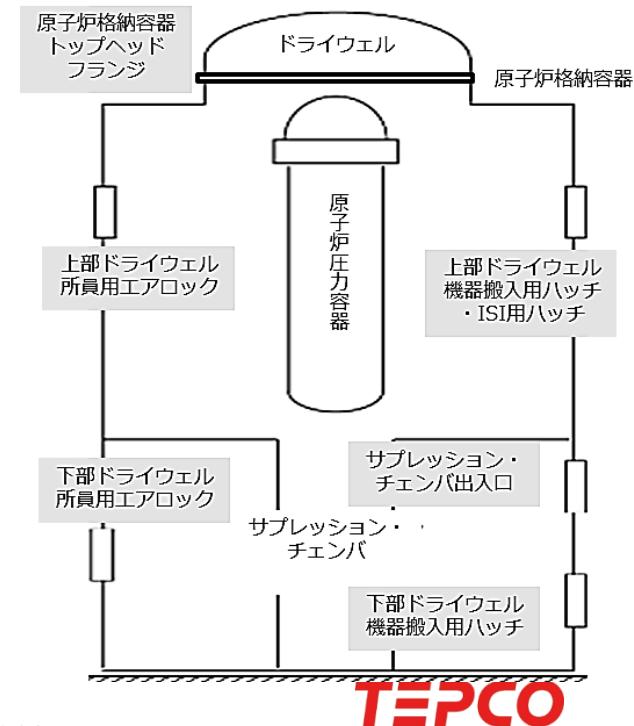 原子炉格納容器
トップヘッド
フランジ
ドライウェル
原子炉格納容器
原子炉圧力容器
上部ドライウェル
所員用エアロック
上部ドライウェル
機器搬入用ハッチ
・ISI用ハッチ
下部ドライウェル
所員用エアロック
サプレッション・
チェンバ出入口
サプレッション・
チェンバ
下部ドライウェル
機器搬入用ハッチ
TEPCO